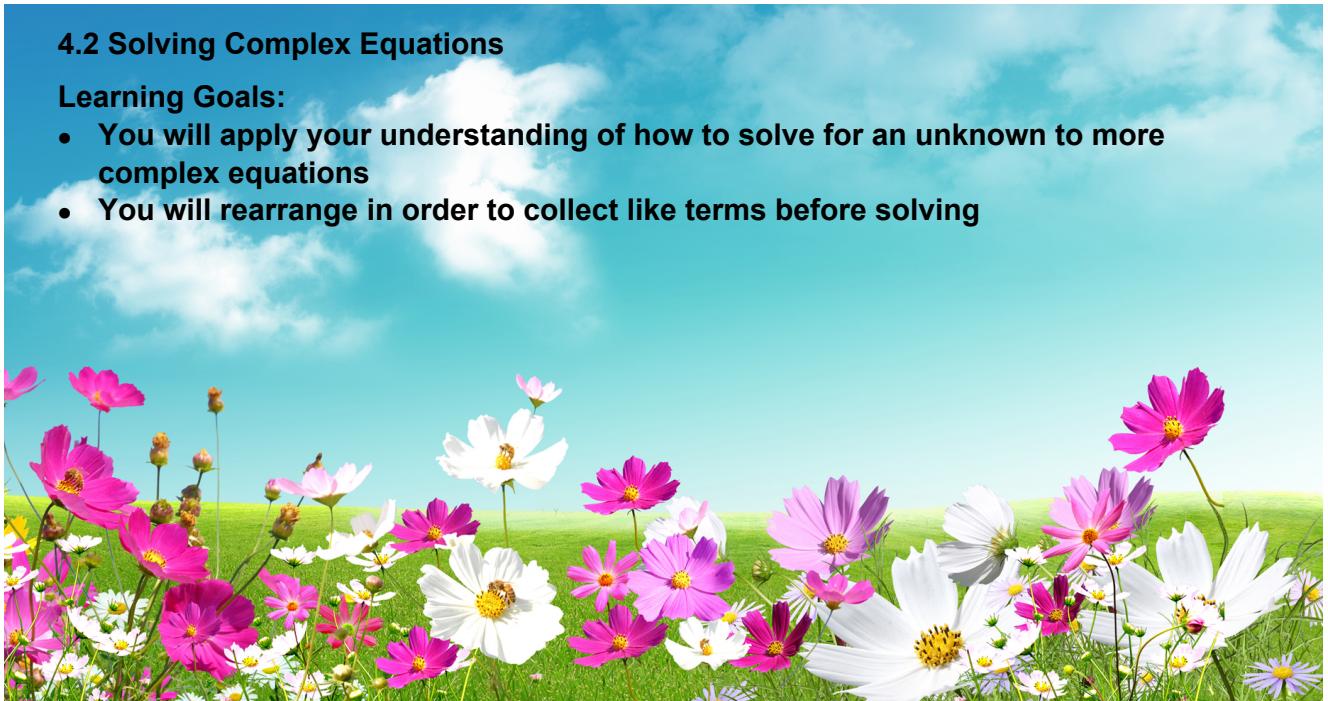 4.2 Solving Complex Equations
Learning Goals:
• You will apply your understanding of how to solve for an unknown to more
complex equations
• You will rearrange in order to collect like terms before solving